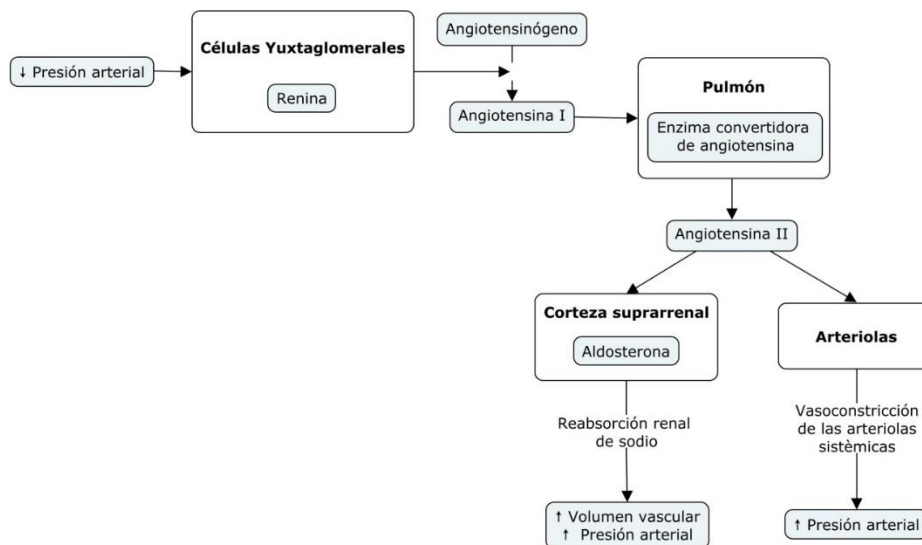 ↓ Presión arterial
Células Yuxtaglomerales
Renina
Angiotensinógeno
Angiotensina I
Pulmón
Enzima convertidora
de angiotensina
Angiotensina II
Corteza suprarrenal
Aldosterona
Reabsorción renal
de sodio
↑ Volumen vascular
↑ Presión arterial
Arteriolas
Vasoconstricción
de las arteriolas
sistèmicas
↑ Presión arterial